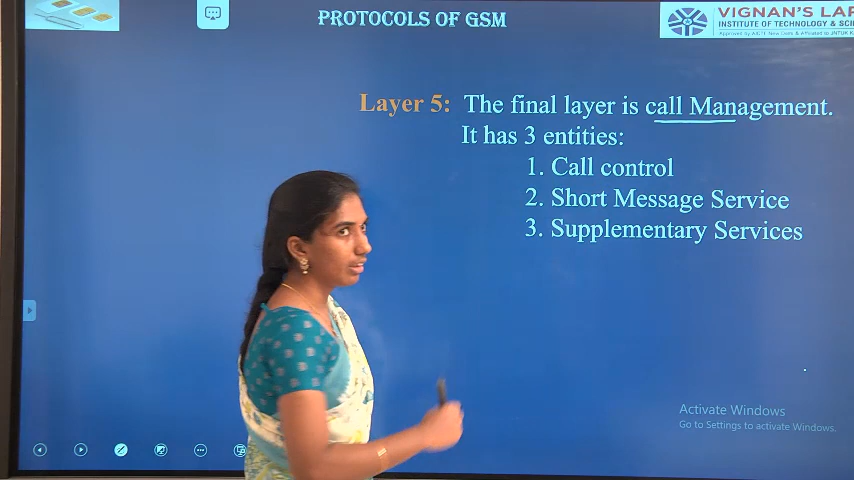 PROTOCOLS OF GSM
VIGNAN'S LAP
INSTITUTE OF TECHNOLOGY & SCI
Layer 5: The final layer is call Management.
It has 3 entities:
1. Call control
2. Short Message Service
3. Supplementary Services
Activate Windows
Go to Settings to activate Windows.